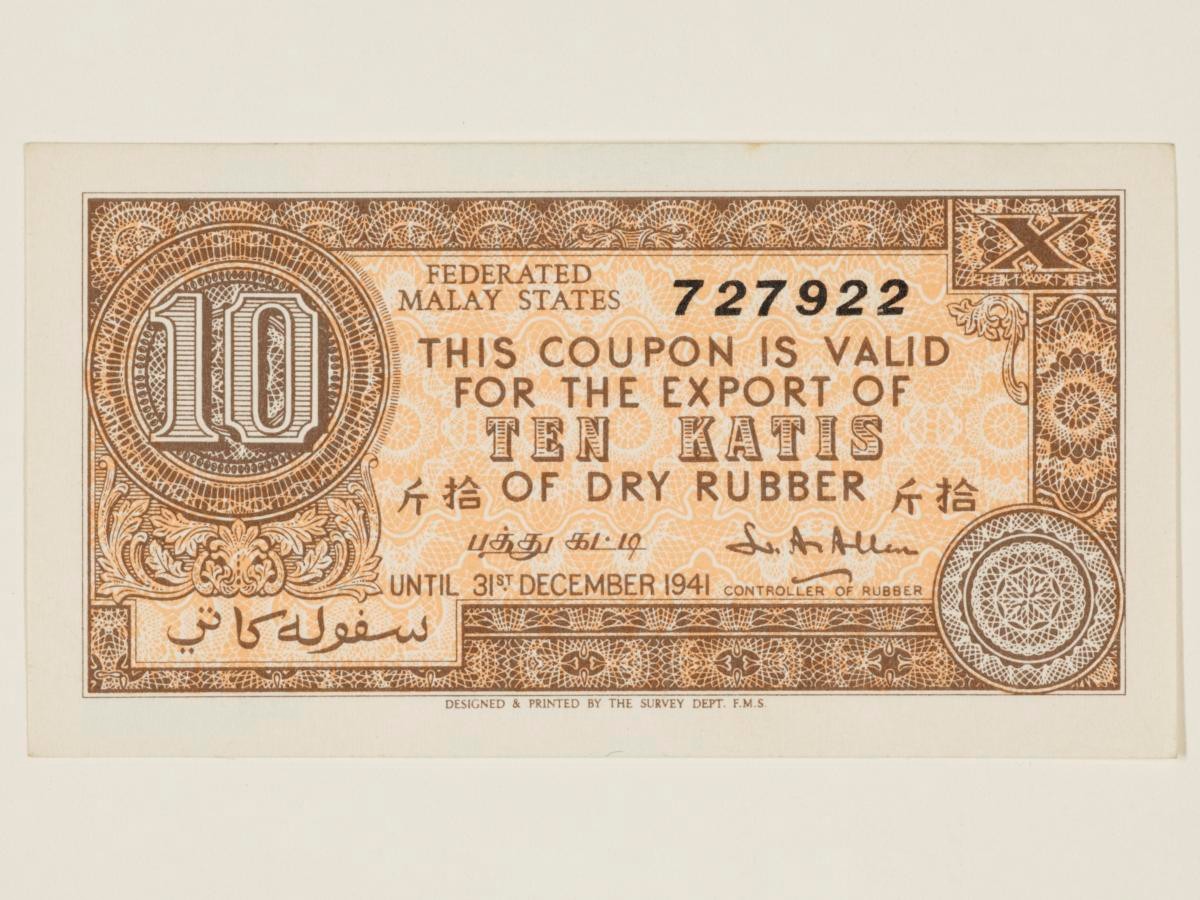 10
X
FEDERATED
MALAY STATES
727922
THIS COUPON IS VALID
FOR THE EXPORT OF
TEN KATIS
OF DRY RUBBER
斤拾
斤拾
பத்து கட்டி
UNTIL 31ST DECEMBER 1941
CONTROLLER OF RUBBER
سفوله كاتي
DESIGNED & PRINTED BY THE SURVEY DEPT. F.M.S.